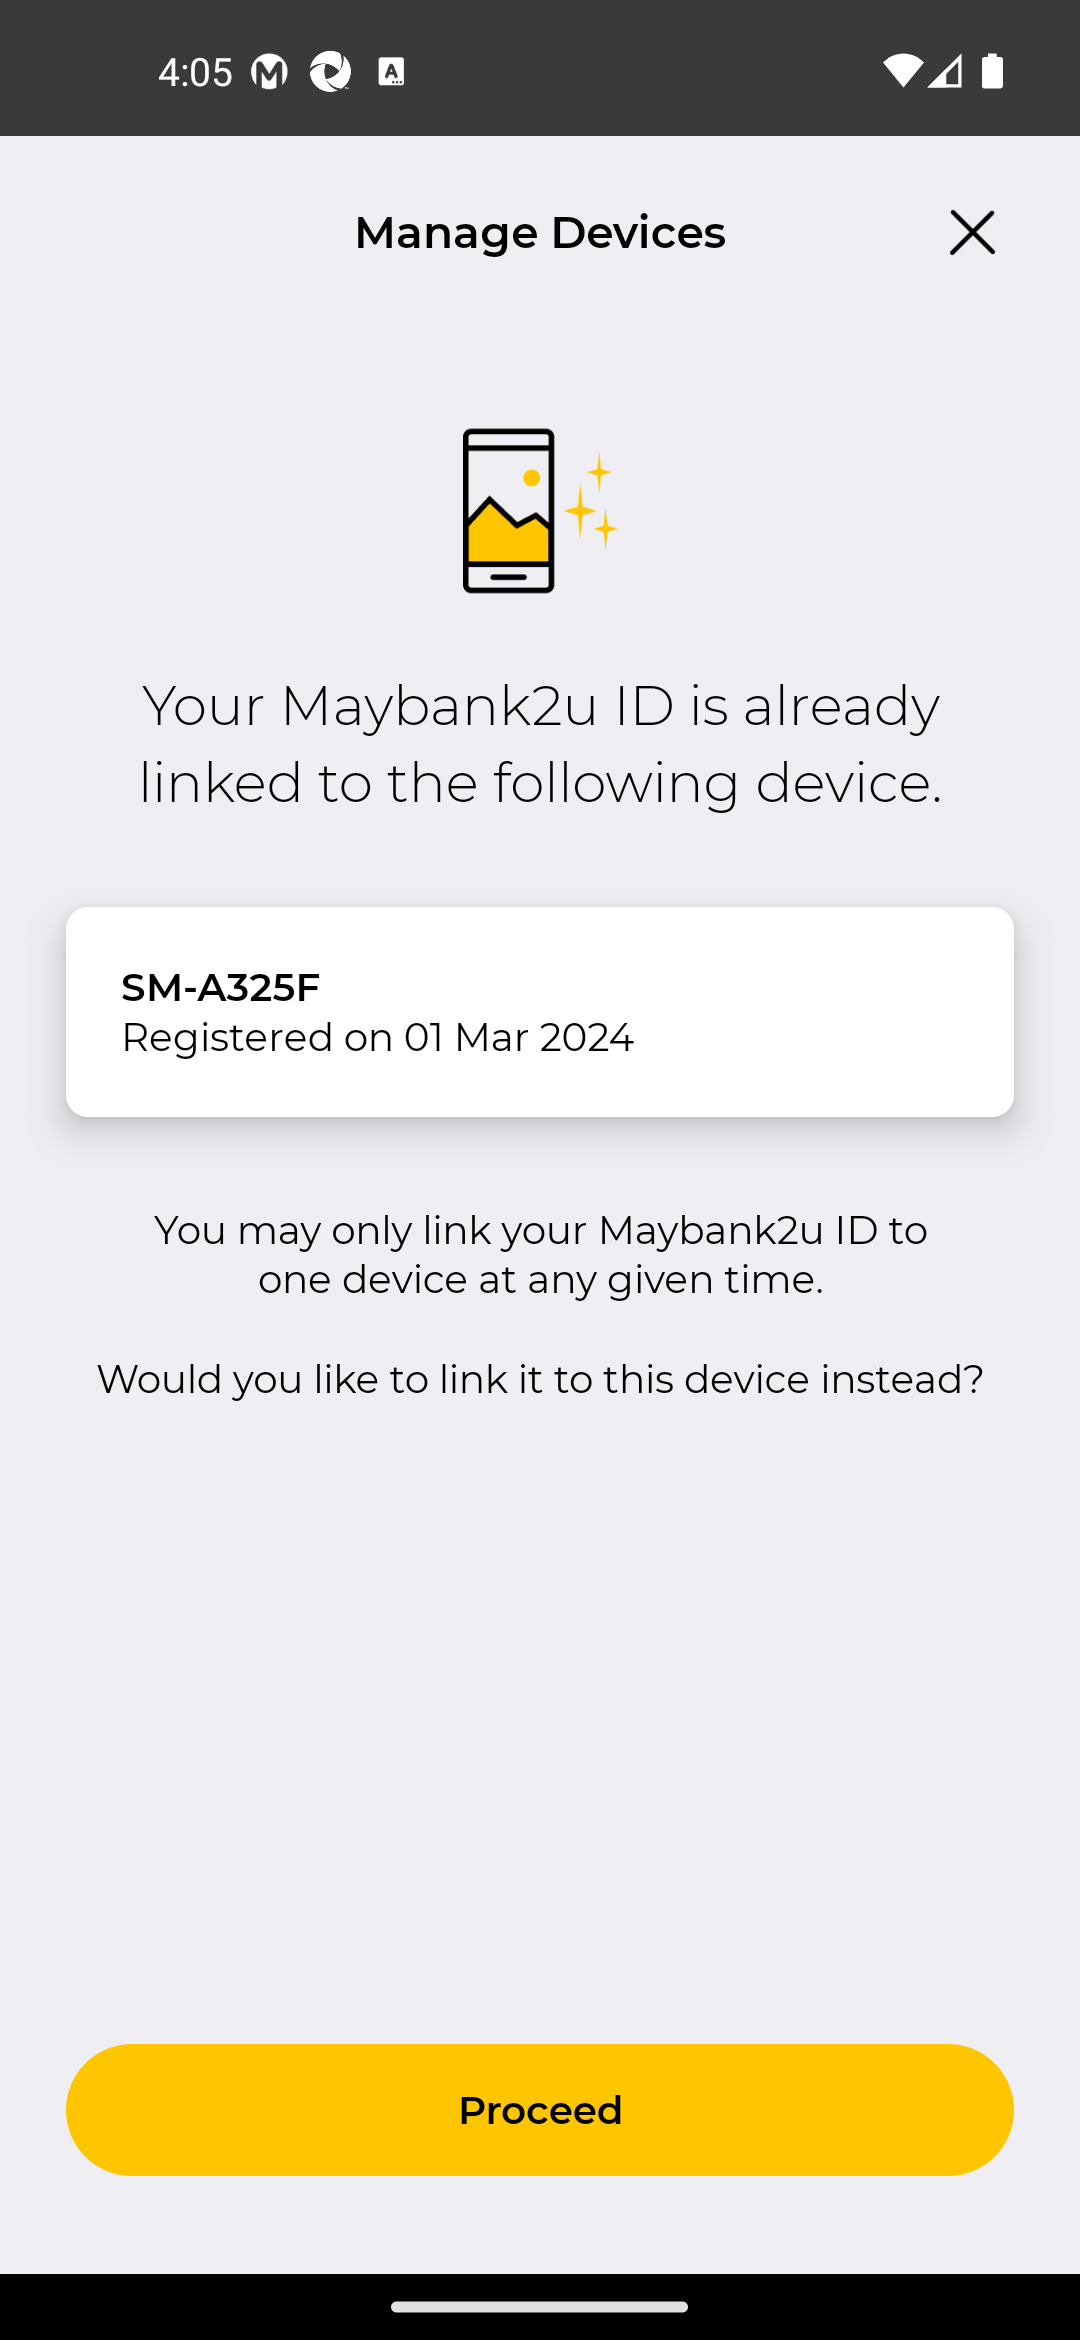 4:05
Manage Devices
Your Maybank2u ID is already
linked to the following device.
SM-A325F
Registered on 01 Mar 2024
You may only link your Maybank2u ID to
one device at any given time.
Would you like to link it to this device instead?
Proceed